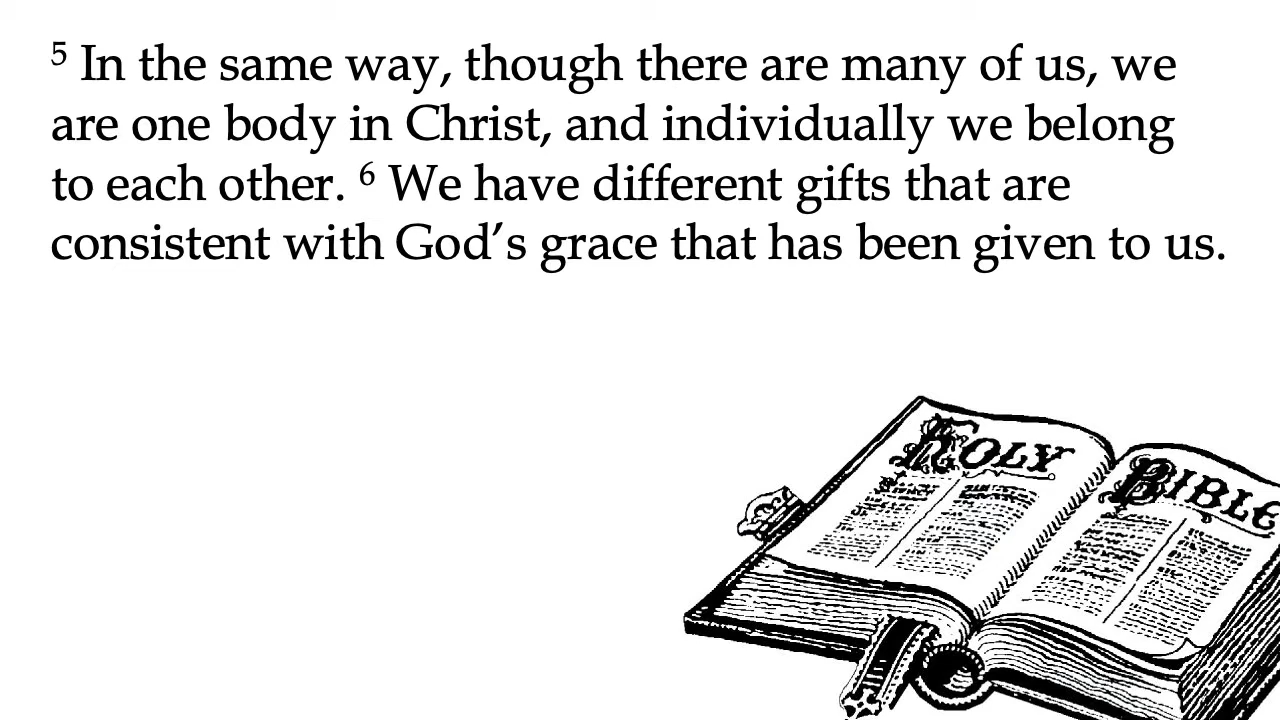 ⁵ In the same way, though there are many of us, we
are one body in Christ, and individually we belong
to each other. ⁶ We have different gifts that are
consistent with God’s grace that has been given to us.
HOLY
BIBLE